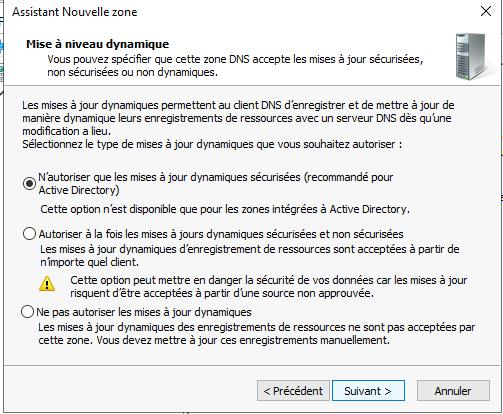 Assistant Nouvelle zone
Mise à niveau dynamique
Vous pouvez spécifier que cette zone DNS accepte les mises à jour sécurisées,
non sécurisées ou non dynamiques.
Les mises à jour dynamiques permettent au client DNS d'enregistrer et de mettre à jour de
manière dynamique leurs enregistrements de ressources avec un serveur DNS dès qu'une
modification a lieu.
Sélectionnez le type de mises à jour dynamiques que vous souhaitez autoriser :
N'autoriser que les mises à jour dynamiques sécurisées (recommandé pour
Active Directory)
Cette option n'est disponible que pour les zones intégrées à Active Directory.
Autoriser à la fois les mises à jours dynamiques sécurisées et non sécurisées
Les mises à jour dynamiques d'enregistrement de ressources sont acceptées à partir de
n'importe quel client.
Cette option peut mettre en danger la sécurité de vos données car les mises à jour
risquent d'être acceptées à partir d'une source non approuvée.
Ne pas autoriser les mises à jour dynamiques
Les mises à jour dynamiques des enregistrements de ressources ne sont pas acceptées par
cette zone. Vous devez mettre à jour ces enregistrements manuellement.
< Précédent Suivant > Annuler